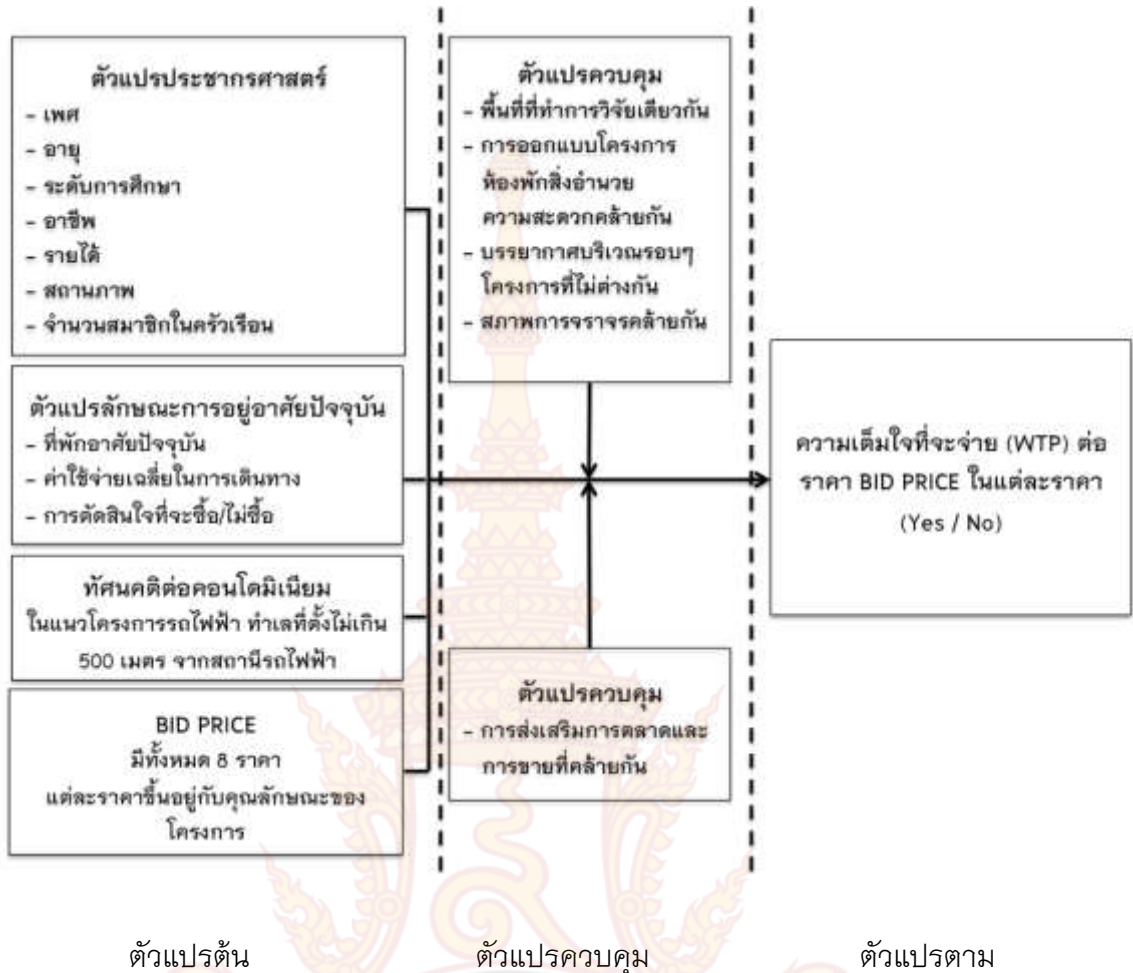 ตัวแปรประชากรศาสตร์
- เพศ
- อายุ
- ระดับการศึกษา
- อาชีพ
- รายได้
- สถานภาพ
- จำนวนสมาชิกในครัวเรือน
ตัวแปรลักษณะการอยู่อาศัยปัจจุบัน
- ที่พักอาศัยปัจจุบัน
- ค่าใช้จ่ายเฉลี่ยในการเดินทาง
- การตัดสินใจที่จะซื้อ/ไม่ซื้อ
ทัศนคติต่อคอนโดมิเนียม
ในแนวโครงการรถไฟฟ้า ทำเลที่ตั้งไม่เกิน
500 เมตร จากสถานีรถไฟฟ้า
BID PRICE
มีทั้งหมด 8 ราคา
แต่ละราคาขึ้นอยู่กับคุณลักษณะของ
โครงการ
ตัวแปรควบคุม
- พื้นที่ที่ทำการวิจัยเดียวกัน
- การออกแบบโครงการ
ห้องพักสิ่งอำนวย
ความสะดวกคล้ายกัน
- บรรยากาศบริเวณรอบๆ
โครงการที่ไม่ต่างกัน
- สภาพการจราจรคล้ายกัน
ตัวแปรควบคุม
- การส่งเสริมการตลาดและ
การขายที่คล้ายกัน
ความเต็มใจที่จะจ่าย (WTP) ต่อ
ราคา BID PRICE ในแต่ละราคา
(Yes / No)
ตัวแปรต้น
ตัวแปรควบคุม
ตัวแปรตาม